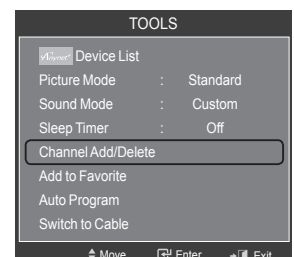 TOOLS
Anynet+ Device List
Picture Mode : Standard
Sound Mode : Custom
Sleep Timer : Off
Channel Add/Delete
Add to Favorite
Auto Program
Switch to Cable
Move Enter Exit